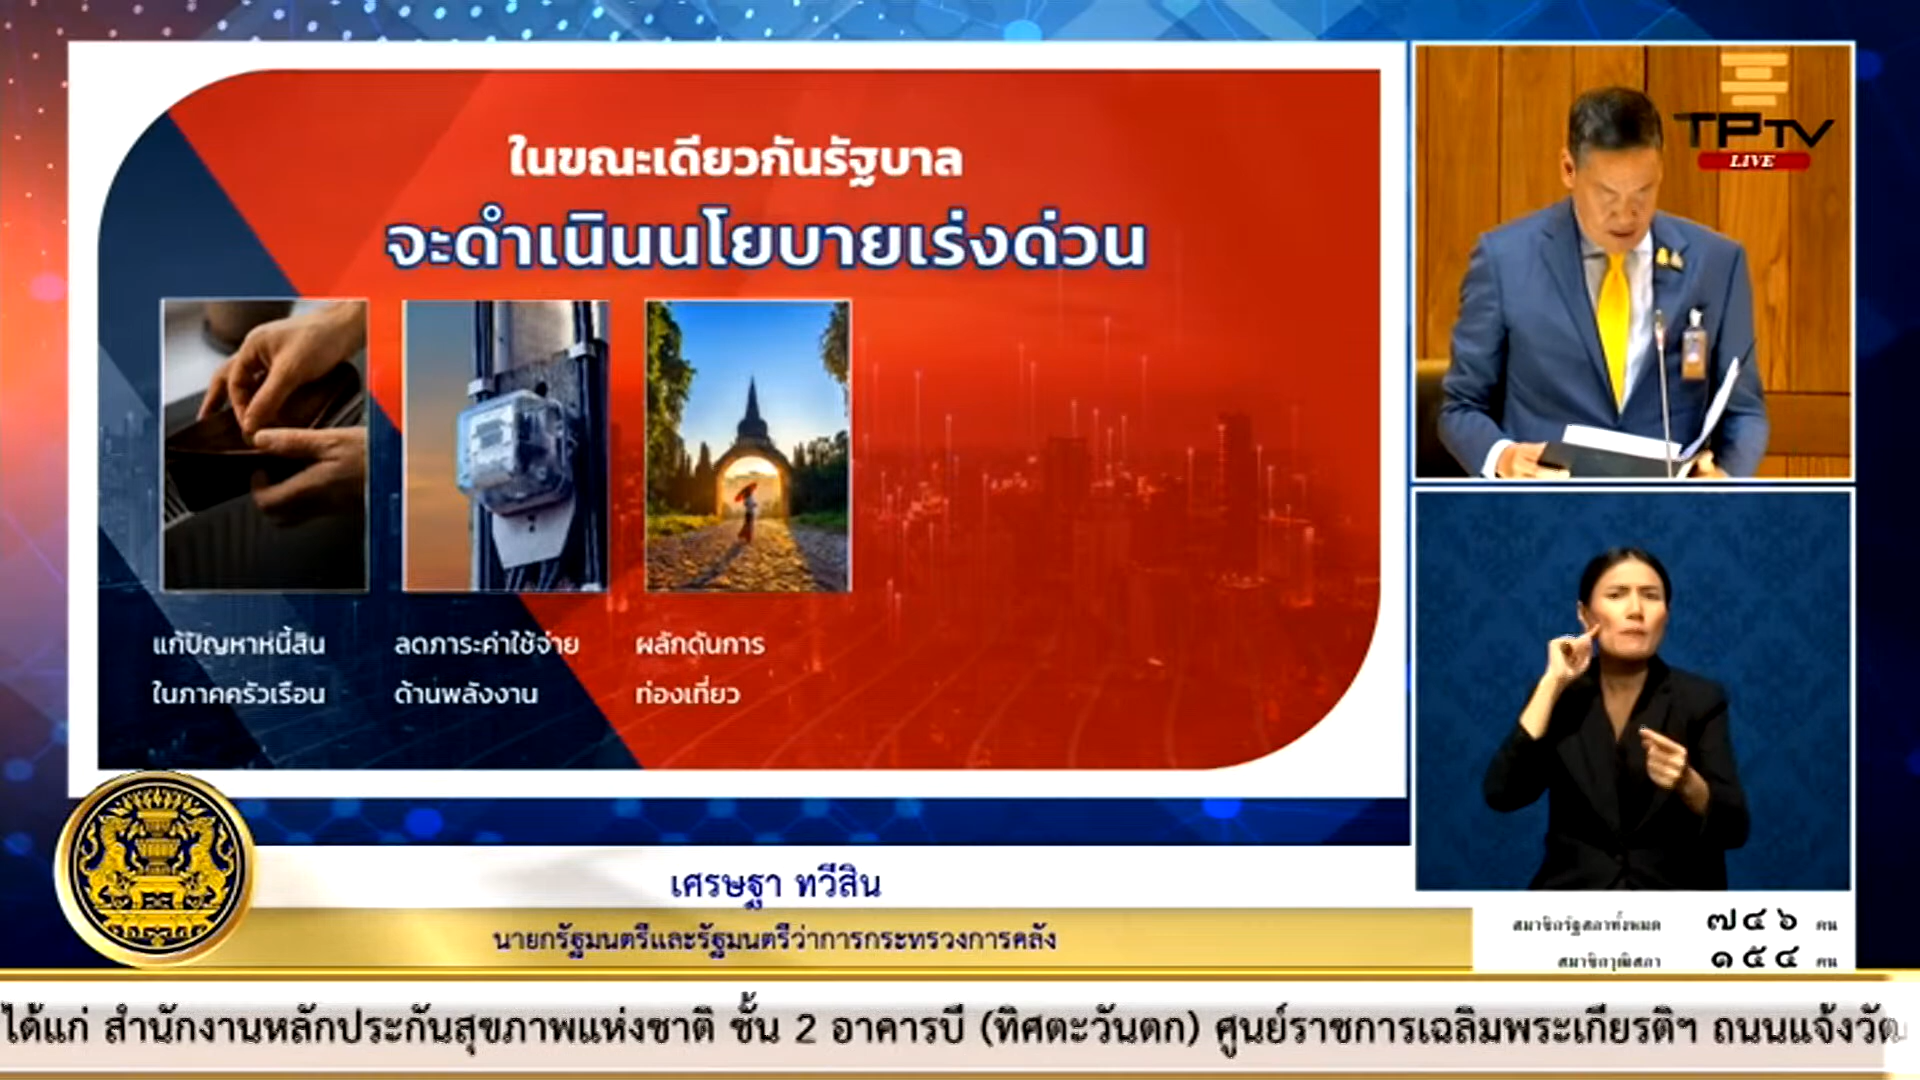 ในขณะเดียวกันรัฐบาล
จะดำเนินนโยบายเร่งด่วน
แก้ปัญหาหนี้สิน
ในภาคครัวเรือน
ลดภาระค่าใช้จ่าย
ด้านพลังงาน
ผลักดันการ
ท่องเที่ยว
TPTV
LIVE
เศรษฐา ทวีสิน
นายกรัฐมนตรีและรัฐมนตรีว่าการกระทรวงการคลัง
สมาชิกรัฐสภาทั้งหมด ๗๔๖ คน
สมาชิกวุฒิสภา ๑๕๔ คน
ได้แก่ สำนักงานหลักประกันสุขภาพแห่งชาติ ชั้น 2 อาคารบี (ทิศตะวันตก) ศูนย์ราชการเฉลิมพระเกียรติฯ ถนนแจ้งวัฒ